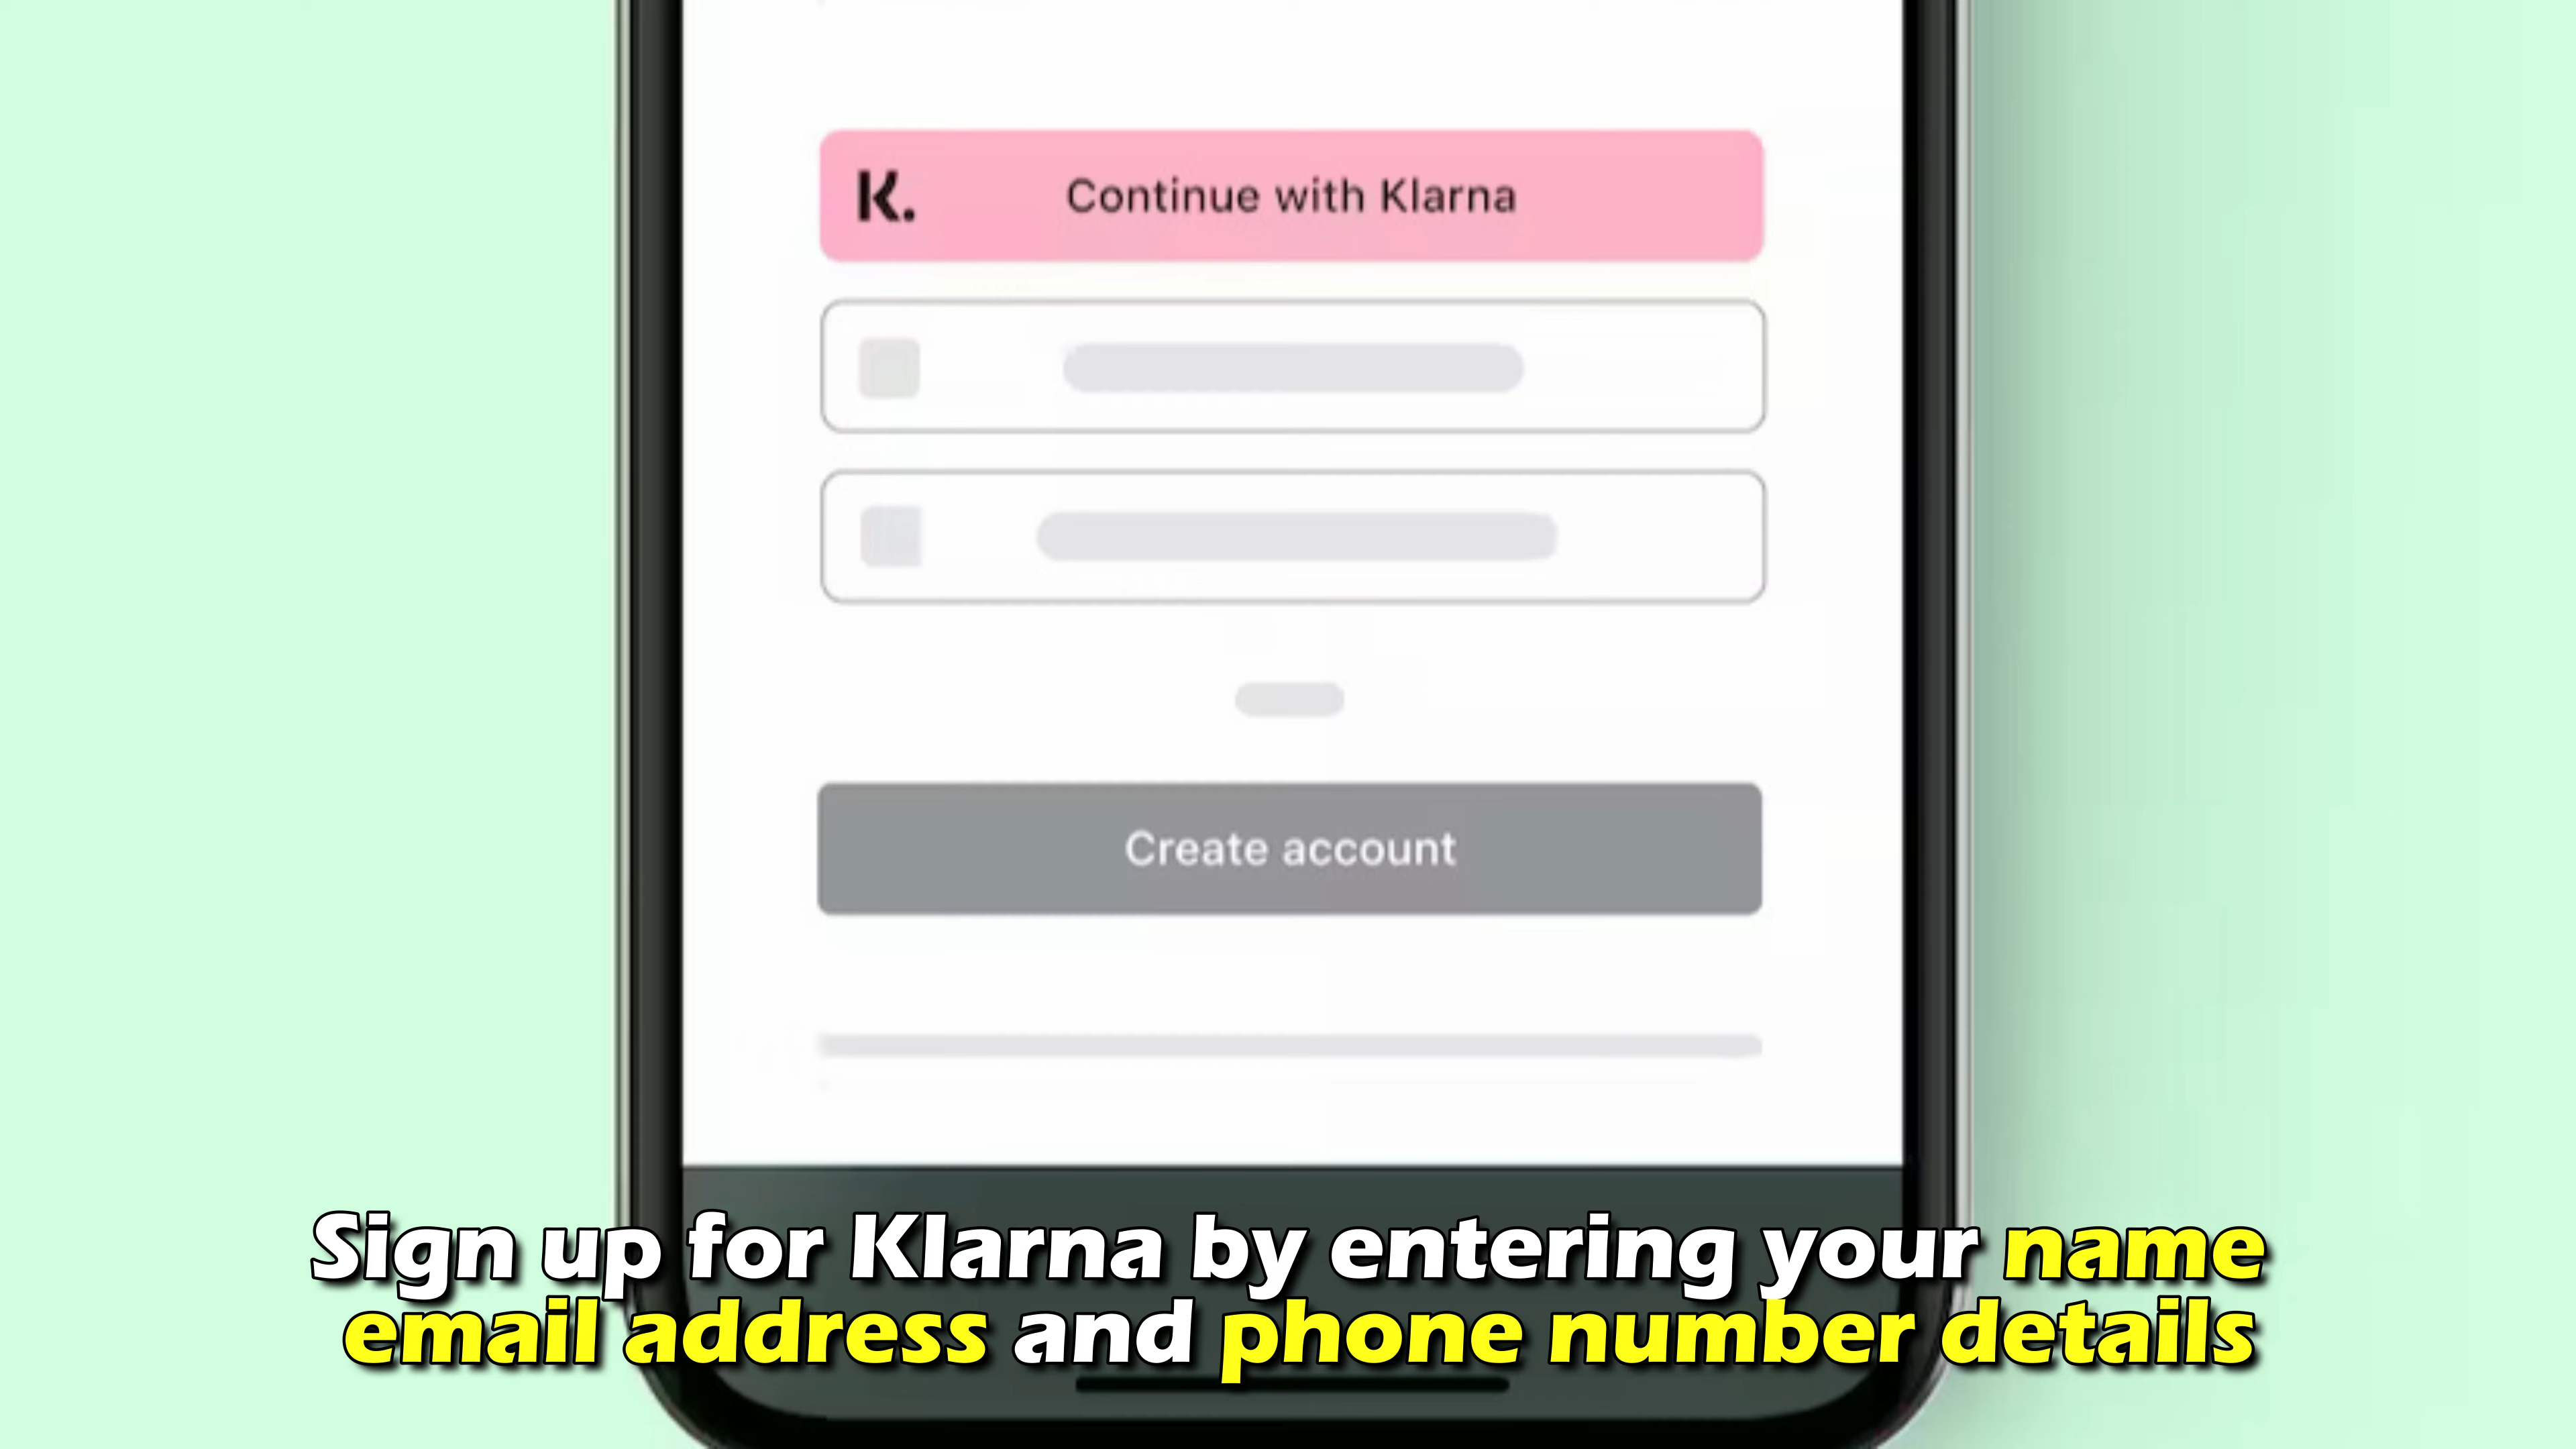 K. Continue with Klarna
Create account
Sign up for Klarna by entering your name
email address and phone number details